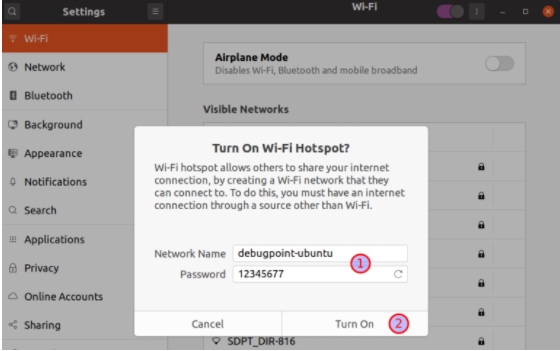 Settings
Wi-Fi
Wi-Fi
Network
Bluetooth
Background
Appearance
Notifications
Search
Applications
Privacy
Online Accounts
Sharing
Airplane Mode
Disables Wi-Fi, Bluetooth and mobile broadband
Visible Networks
Turn On Wi-Fi Hotspot?
Wi-Fi hotspot allows others to share your internet
connection, by creating a Wi-Fi network that they
can connect to. To do this, you must have an internet
connection through a source other than Wi-Fi.
Network Name debugpoint-ubuntu
1
Password 12345677
Cancel Turn On 2
SDPT_DIR-816